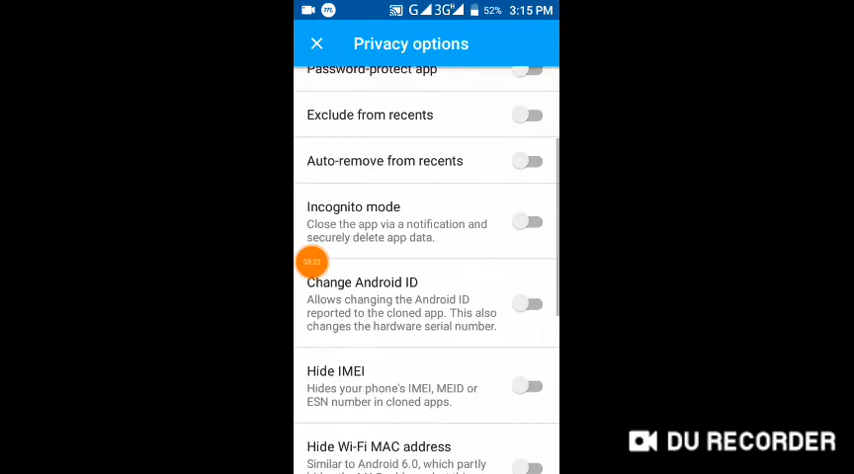 G 3G H 52% 3:15 PM
Privacy options
Password-protect app
Exclude from recents
Auto-remove from recents
Incognito mode
Close the app via a notification and
securely delete app data.
03:22
Change Android ID
Allows changing the Android ID
reported to the cloned app. This also
changes the hardware serial number.
Hide IMEI
Hides your phone's IMEI, MEID or
ESN number in cloned apps.
Hide Wi-Fi MAC address
Similar to Android 6.0, which partly
DU RECORDER